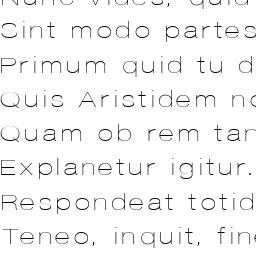 Nunc vides, quid
Sint modo partes
Primum quid tu d
Quis Aristidem no
Quam ob rem tan
Explanetur igitur.
Respondeat totid
Teneo, inquit, fine